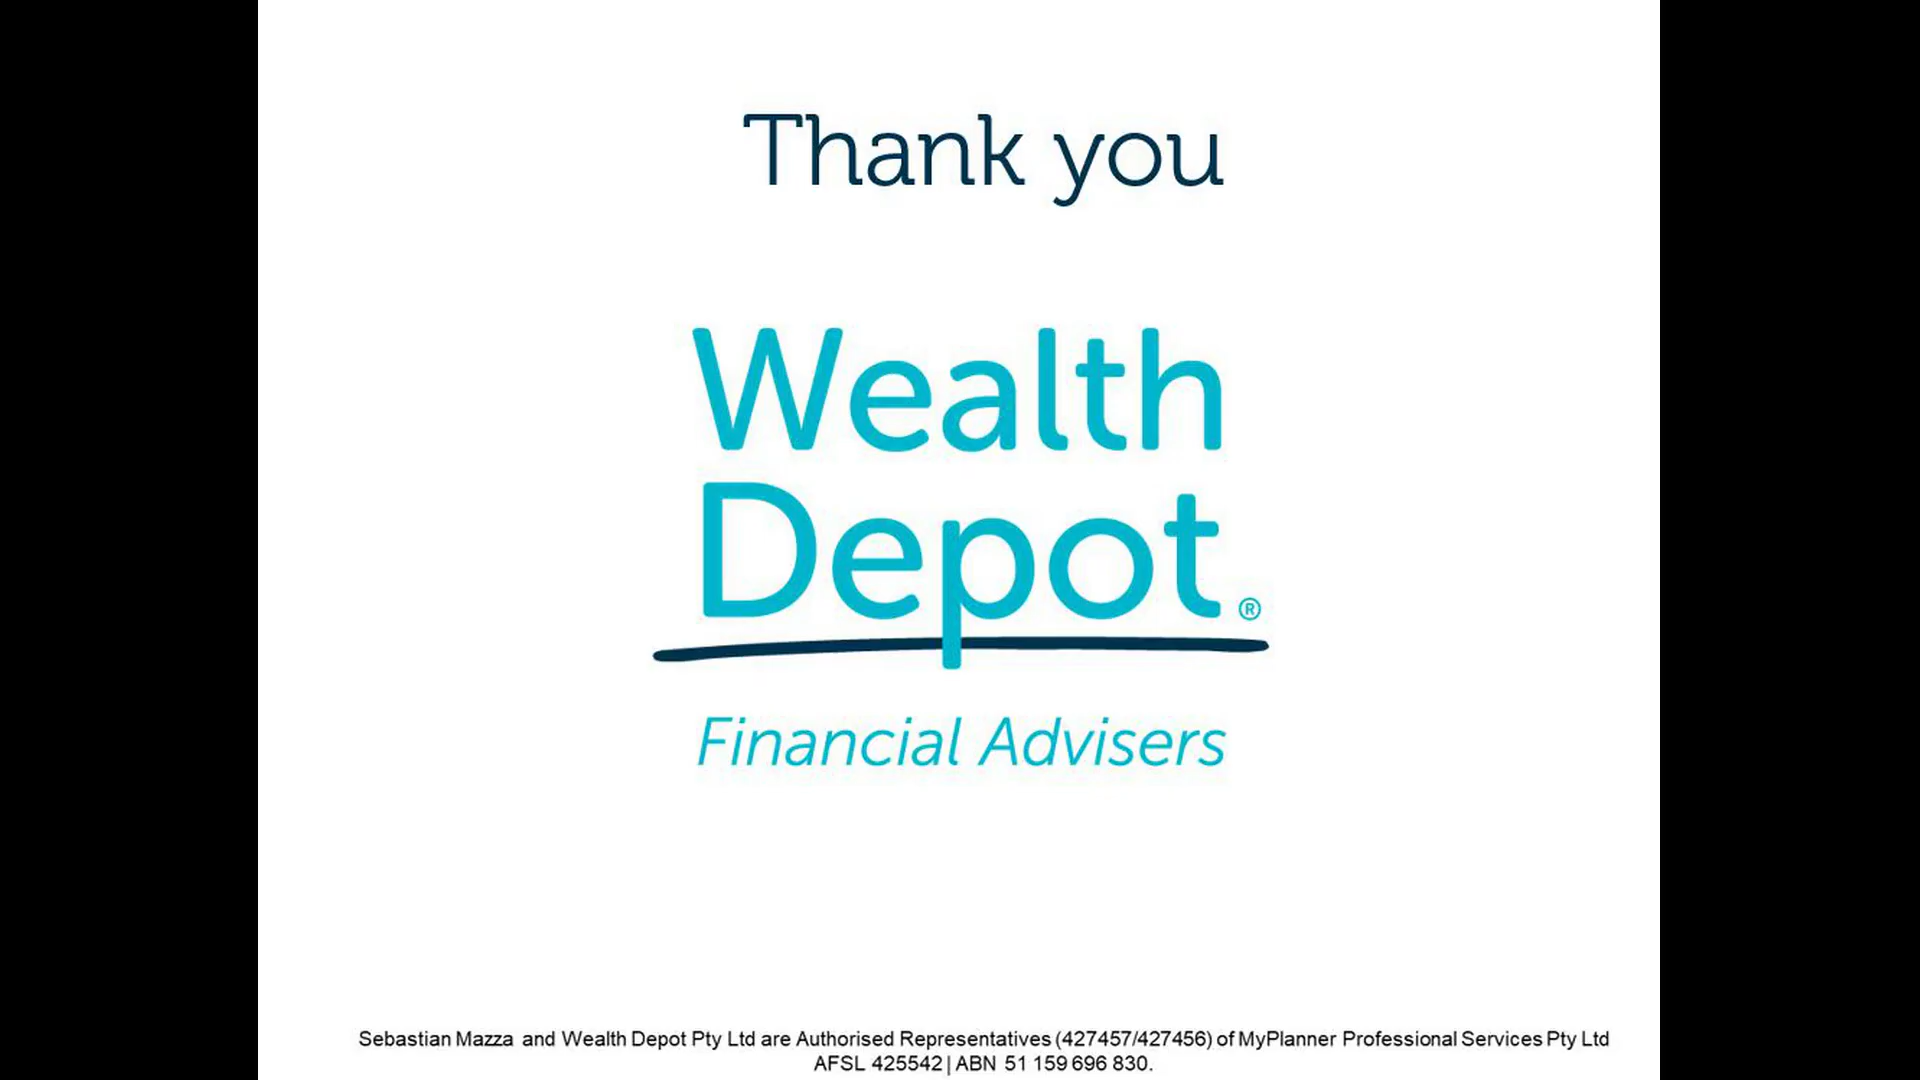 Thank you
Wealth
Depot®
Financial Advisers
Sebastian Mazza and Wealth Depot Pty Ltd are Authorised Representatives (427457/427456) of MyPlanner Professional Services Pty Ltd
AFSL 425542 | ABN 51 159 696 830.